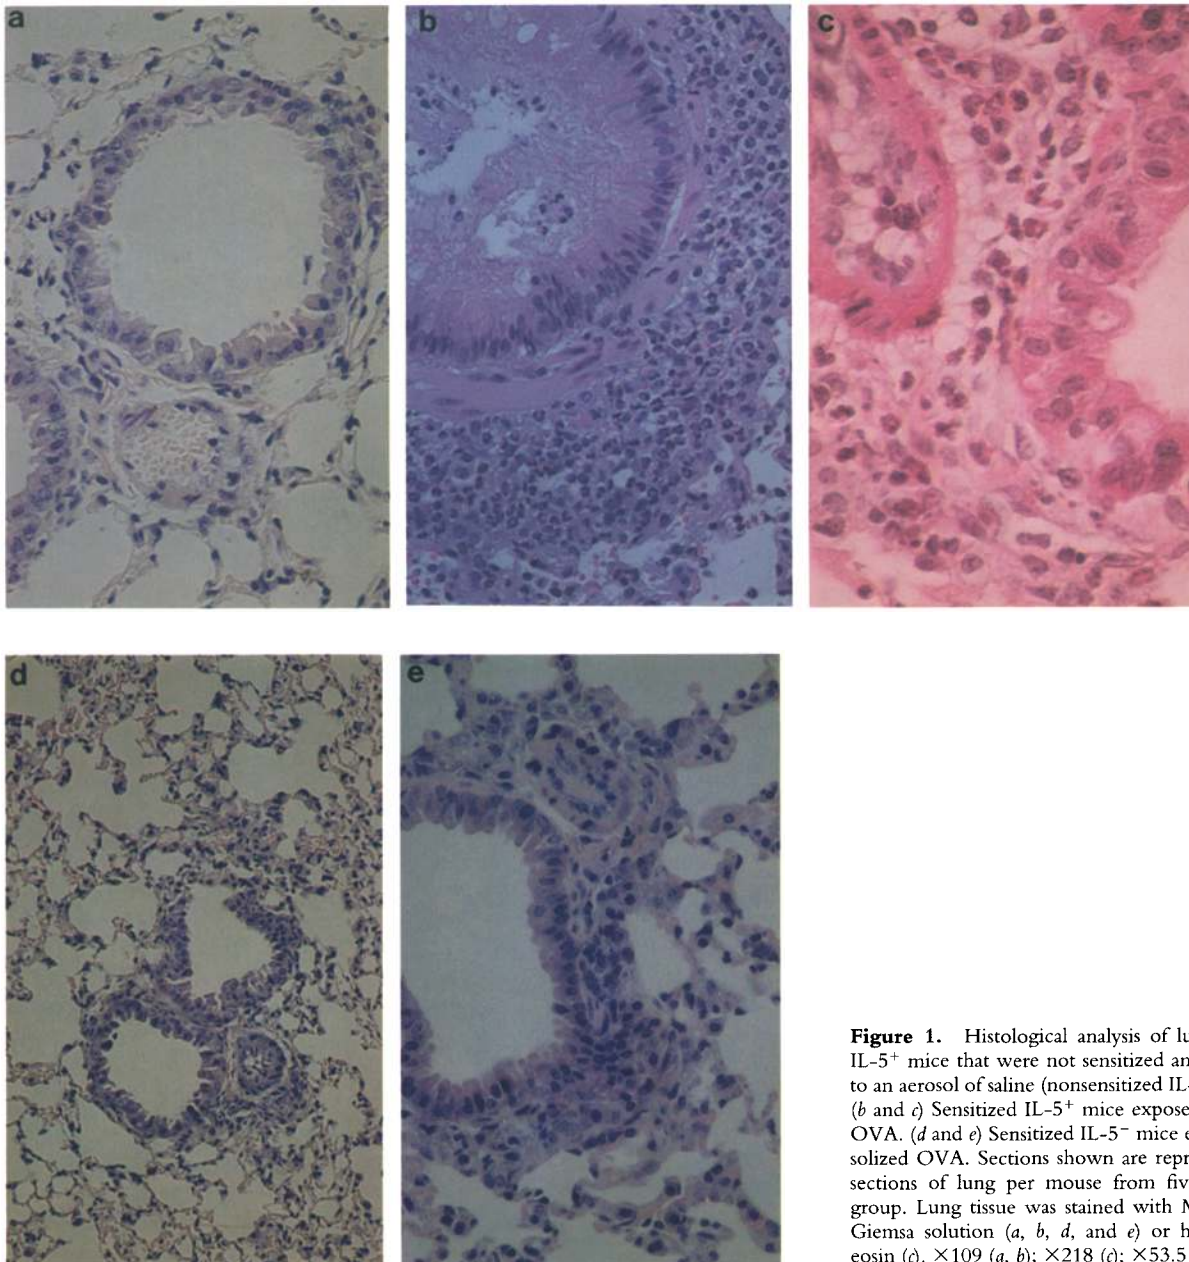 a
b
c
d
e
Figure 1. Histological analysis of lu
IL-5⁺ mice that were not sensitized an
to an aerosol of saline (nonsensitized IL-
(b and c) Sensitized IL-5⁺ mice expose
OVA. (d and e) Sensitized IL-5⁻ mice e
solized OVA. Sections shown are repr
sections of lung per mouse from fiv
group. Lung tissue was stained with M
Giemsa solution (a, b, d, and e) or h
eosin (c). ×109 (a, b); ×218 (c); ×53.5